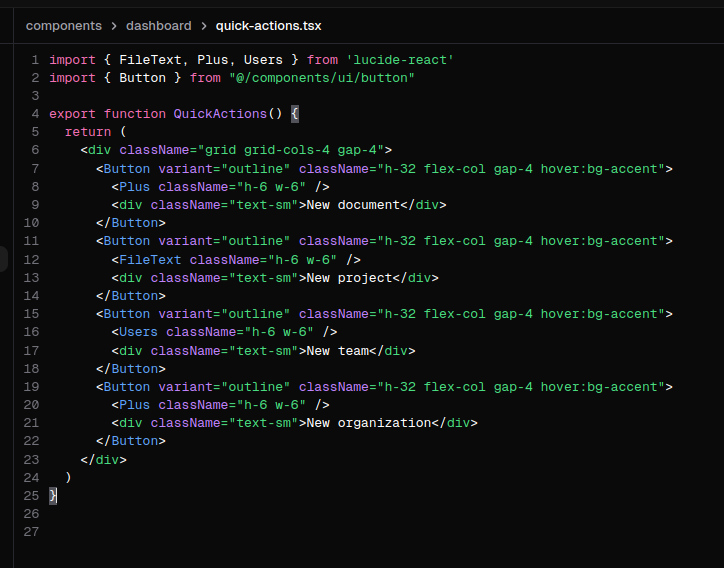 components > dashboard > quick-actions.tsx
1 import { FileText, Plus, Users } from 'lucide-react'
2 import { Button } from "@/components/ui/button"
3
4 export function QuickActions() {
5   return (
6     <div className="grid grid-cols-4 gap-4">
7       <Button variant="outline" className="h-32 flex-col gap-4 hover:bg-accent">
8         <Plus className="h-6 w-6" />
9         <div className="text-sm">New document</div>
10       </Button>
11       <Button variant="outline" className="h-32 flex-col gap-4 hover:bg-accent">
12         <FileText className="h-6 w-6" />
13         <div className="text-sm">New project</div>
14       </Button>
15       <Button variant="outline" className="h-32 flex-col gap-4 hover:bg-accent">
16         <Users className="h-6 w-6" />
17         <div className="text-sm">New team</div>
18       </Button>
19       <Button variant="outline" className="h-32 flex-col gap-4 hover:bg-accent">
20         <Plus className="h-6 w-6" />
21         <div className="text-sm">New organization</div>
22       </Button>
23     </div>
24   )
25 }
26
27